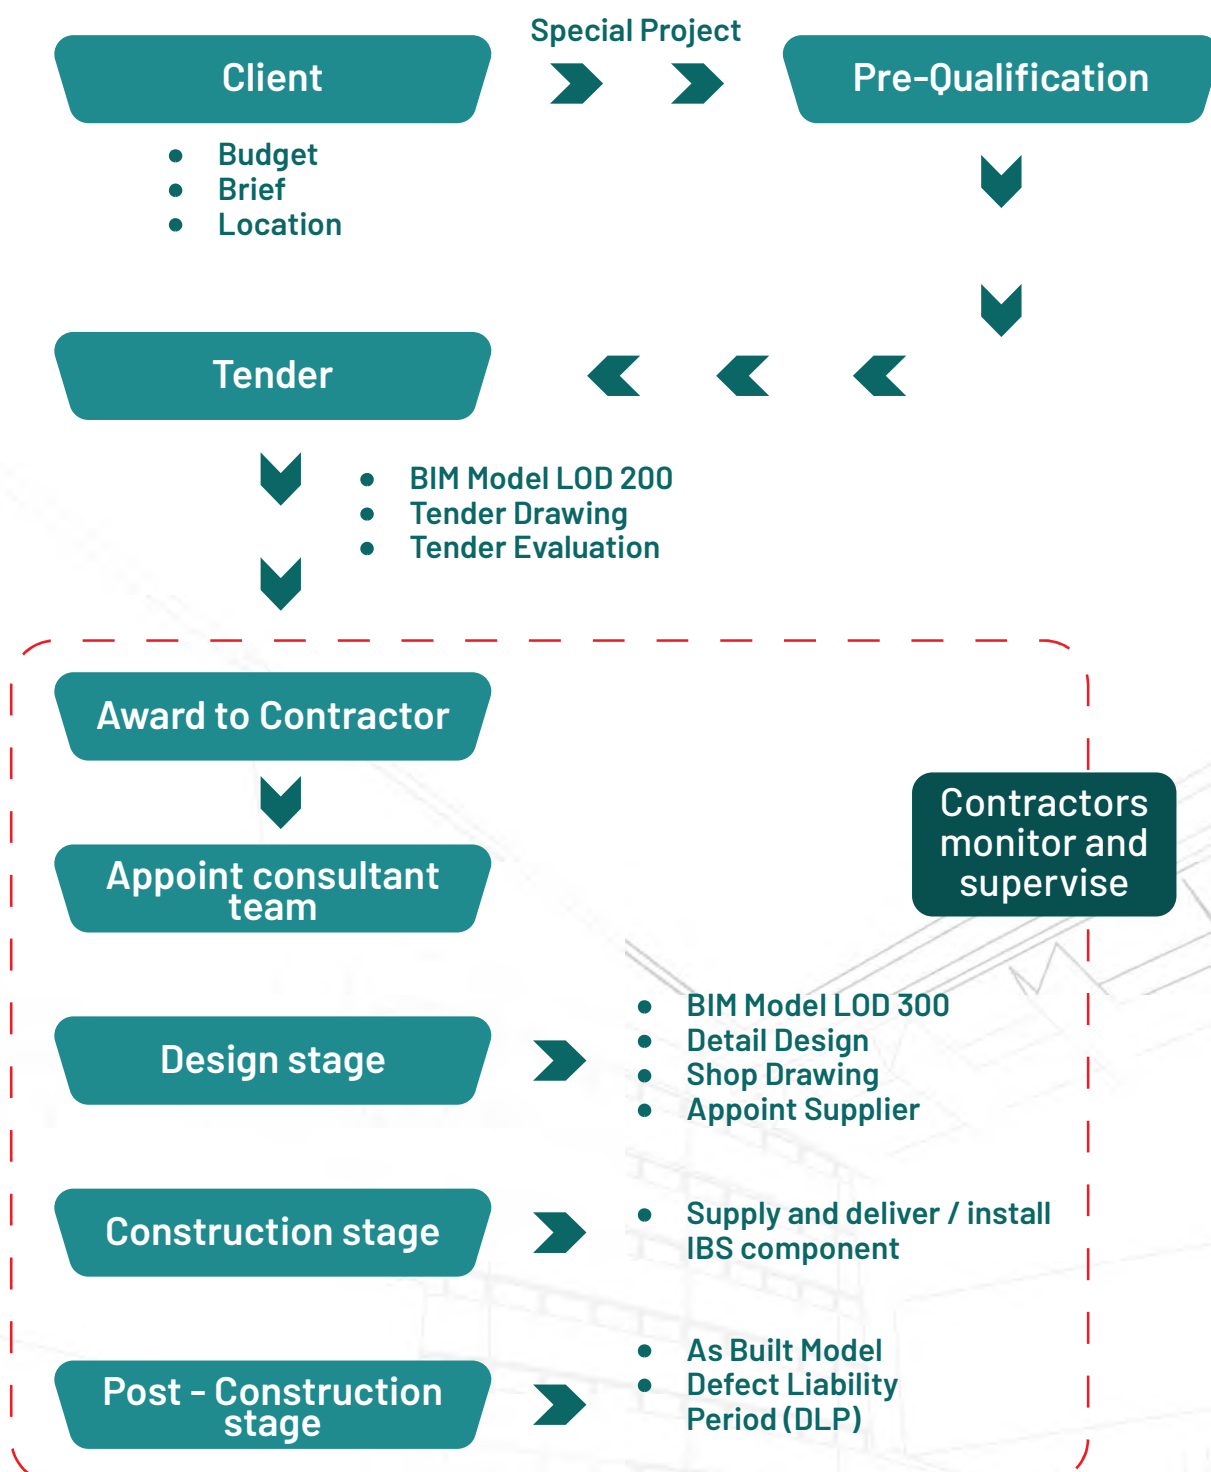 Special Project
Client
Pre-Qualification
● Budget
● Brief
● Location
Tender
● BIM Model LOD 200
● Tender Drawing
● Tender Evaluation
Award to Contractor
Contractors
monitor and
supervise
Appoint consultant
team
Design stage
● BIM Model LOD 300
● Detail Design
● Shop Drawing
● Appoint Supplier
Construction stage
● Supply and deliver / install
IBS component
Post - Construction
stage
● As Built Model
● Defect Liability
Period (DLP)